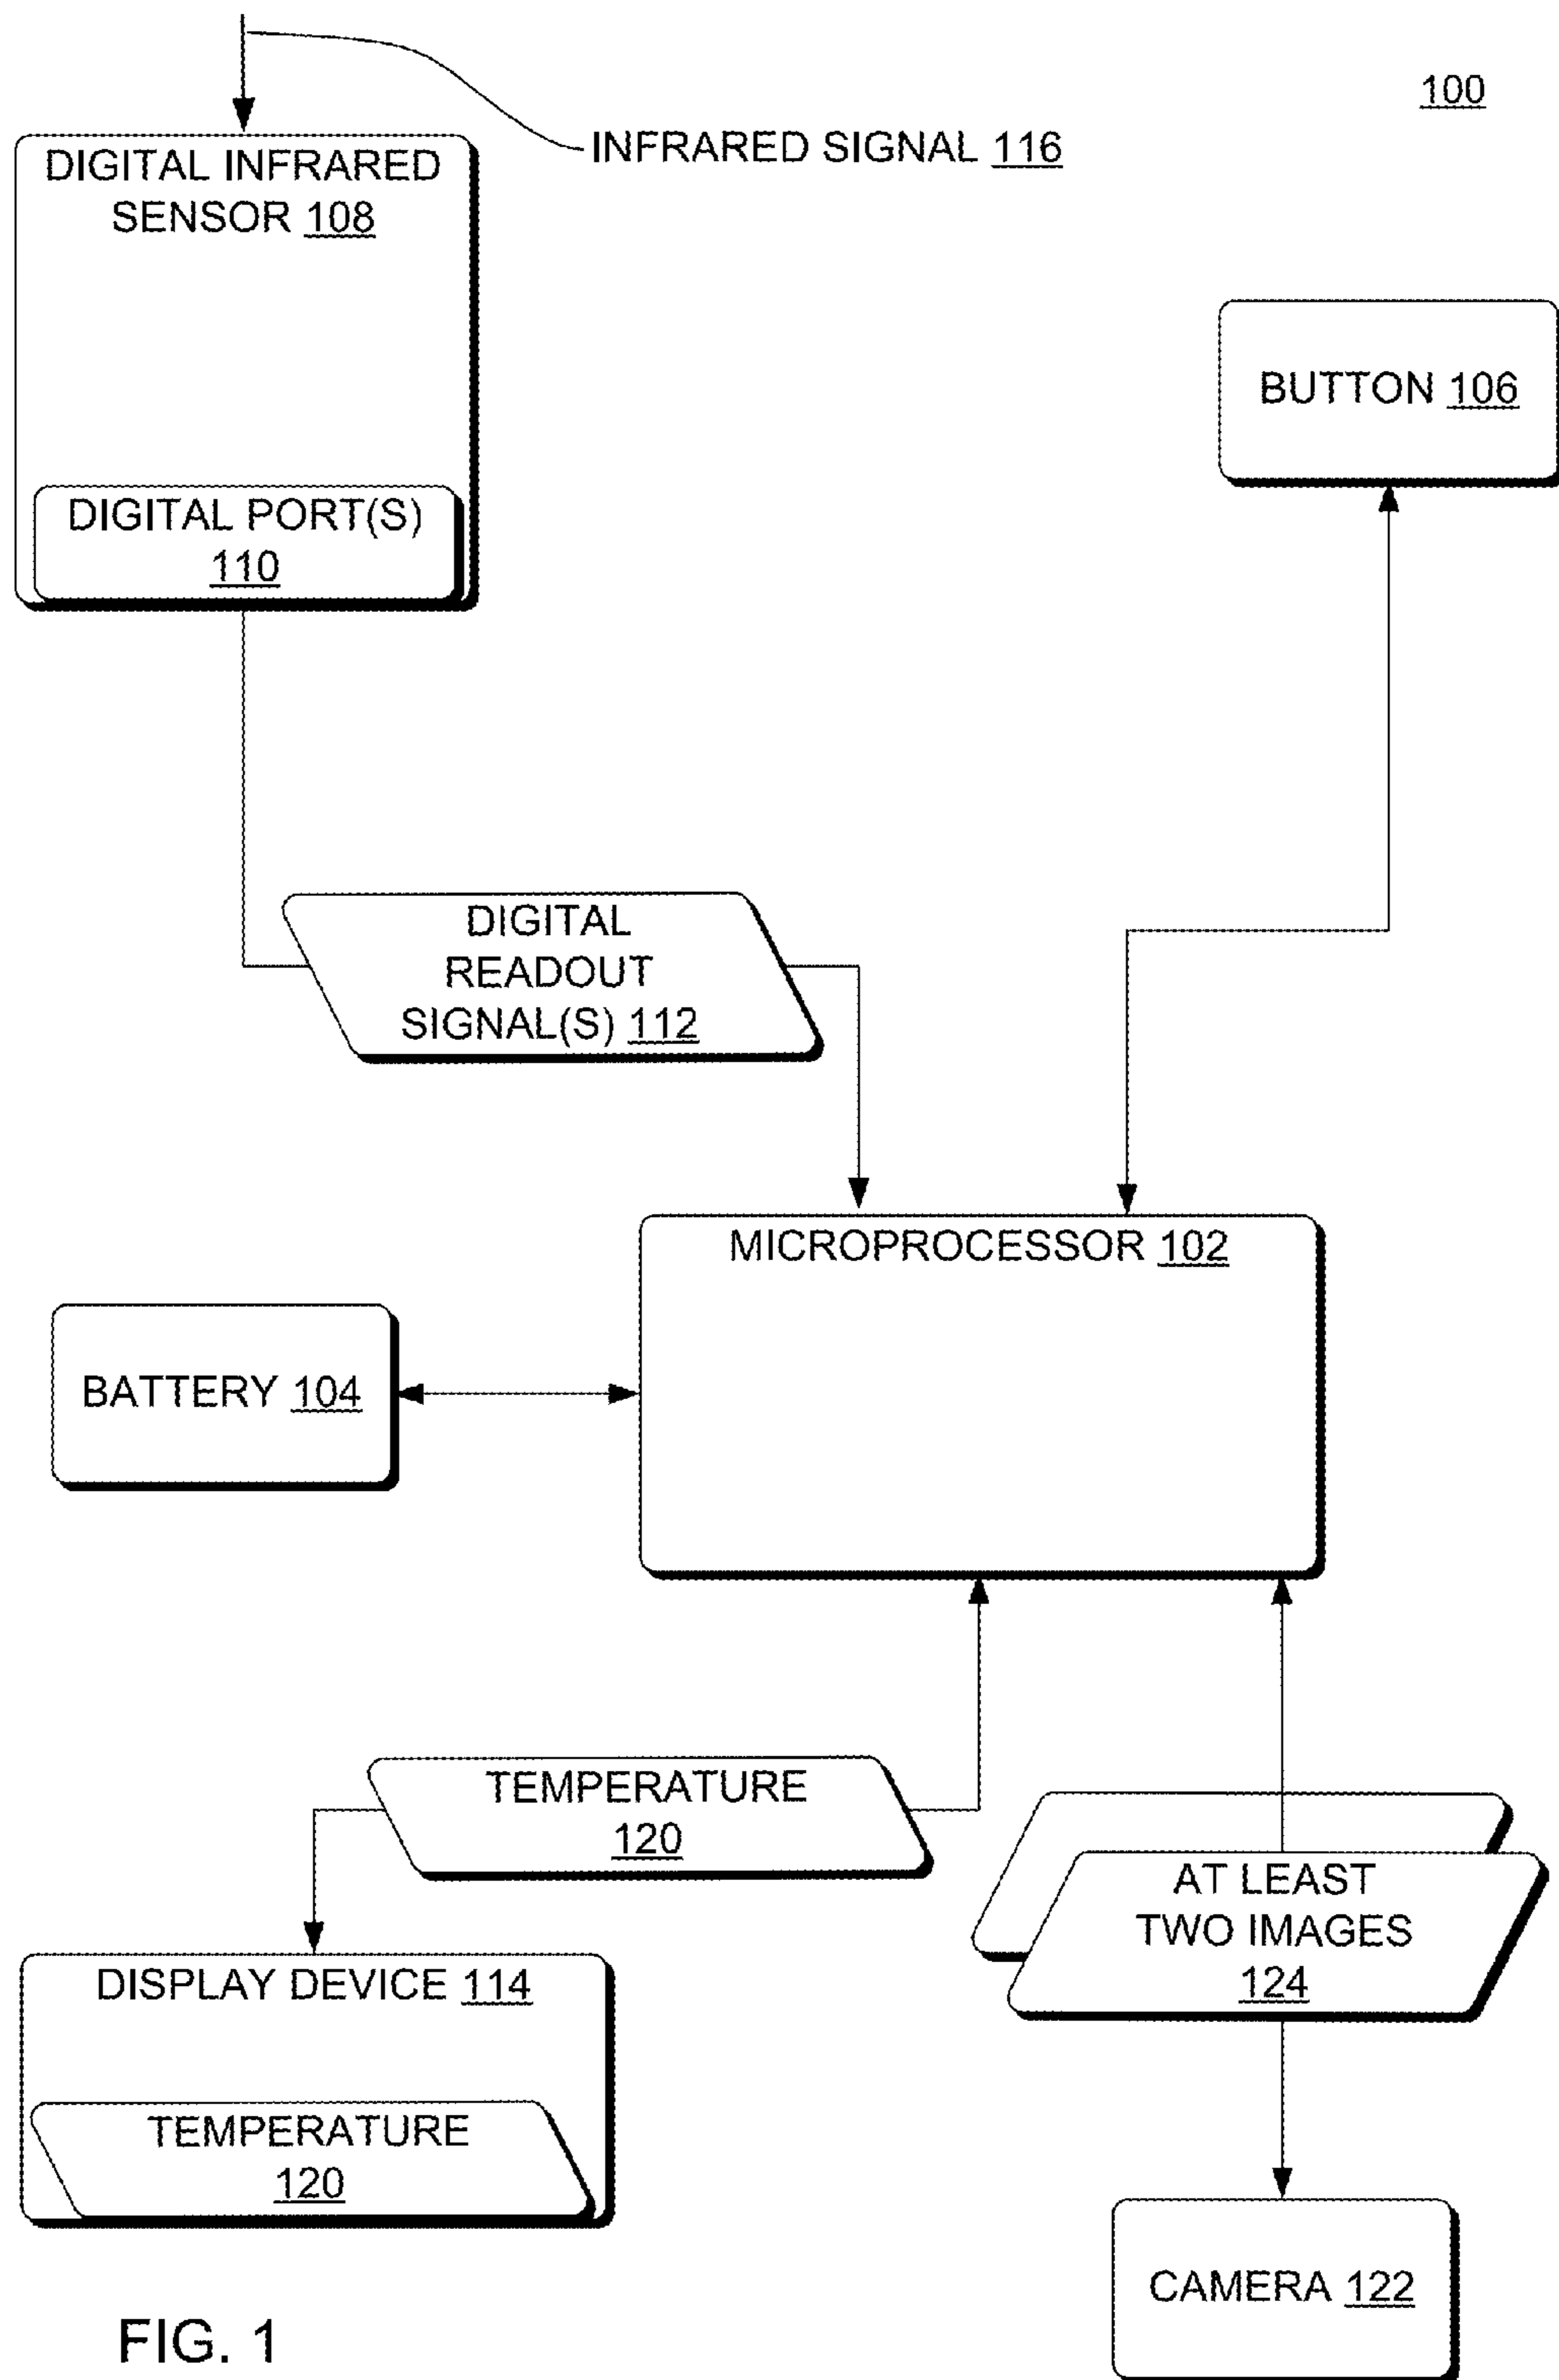 100
INFRARED SIGNAL 116
DIGITAL INFRARED
SENSOR 108
BUTTON 106
DIGITAL PORT(S)
110
DIGITAL
READOUT
SIGNAL(S) 112
MICROPROCESSOR 102
BATTERY 104
TEMPERATURE
120
AT LEAST
TWO IMAGES
124
DISPLAY DEVICE 114
TEMPERATURE
120
CAMERA 122
FIG. 1